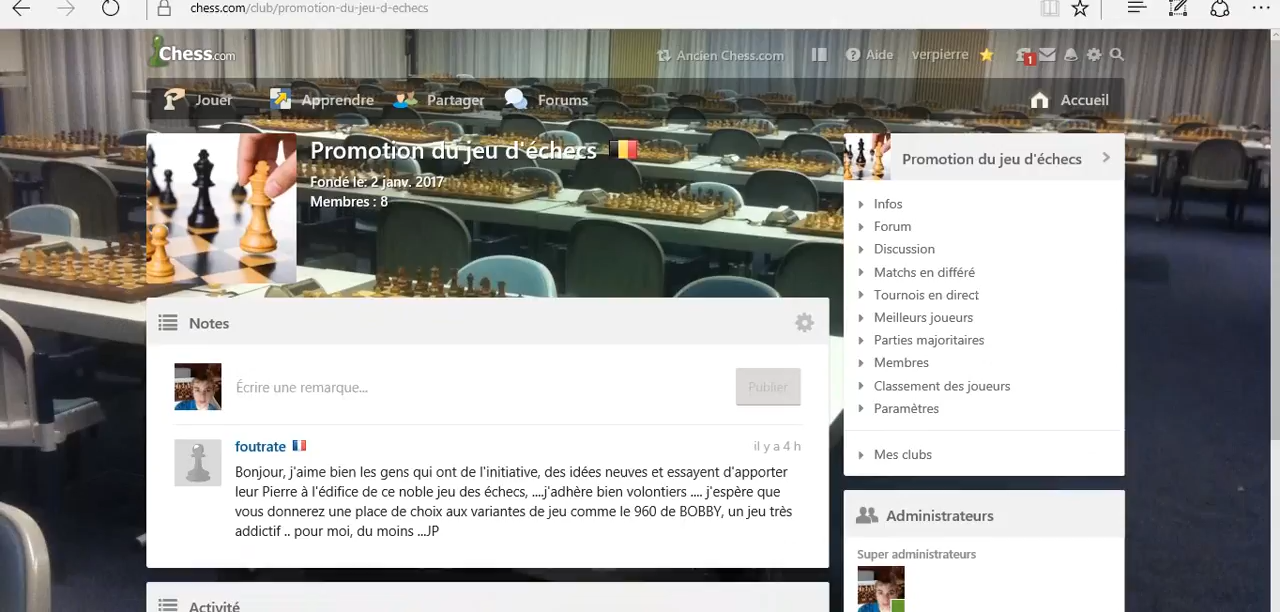 chess.com/club/promotion-du-jeu-d-echecs
Chess.com
Ancien Chess.com
Aide
verpierre
1
Jouer
Apprendre
Partager
Forums
Accueil
Promotion du jeu d'échecs
Fondé le: 2 janv. 2017
Membres : 8
Notes
Écrire une remarque...
Publier
foutrate
il y a 4 h
Bonjour, j'aime bien les gens qui ont de l'initiative, des idées neuves et essayent d'apporter
leur Pierre à l'édifice de ce noble jeu des échecs, ....j'adhère bien volontiers .... j'espère que
vous donnerez une place de choix aux variantes de jeu comme le 960 de BOBBY, un jeu très
addictif .. pour moi, du moins ...JP
Activité
Promotion du jeu d'échecs
Infos
Forum
Discussion
Matchs en différé
Tournois en direct
Meilleurs joueurs
Parties majoritaires
Membres
Classement des joueurs
Paramètres
Mes clubs
Administrateurs
Super administrateurs